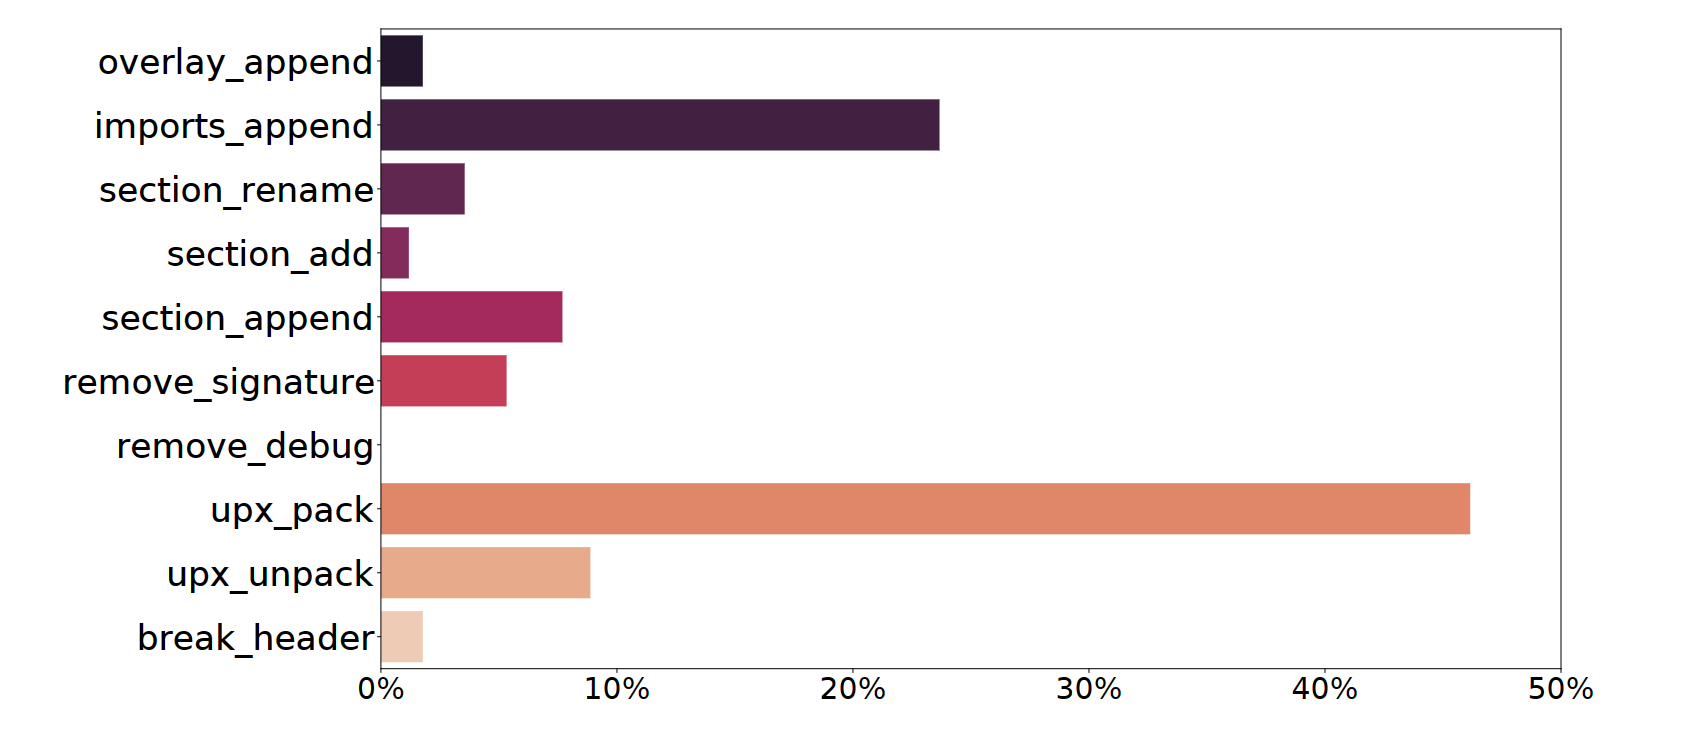 overlay_append
imports_append
section_rename
section_add
section_append
remove_signature
remove_debug
upx_pack
upx_unpack
break_header
0% 10% 20% 30% 40% 50%